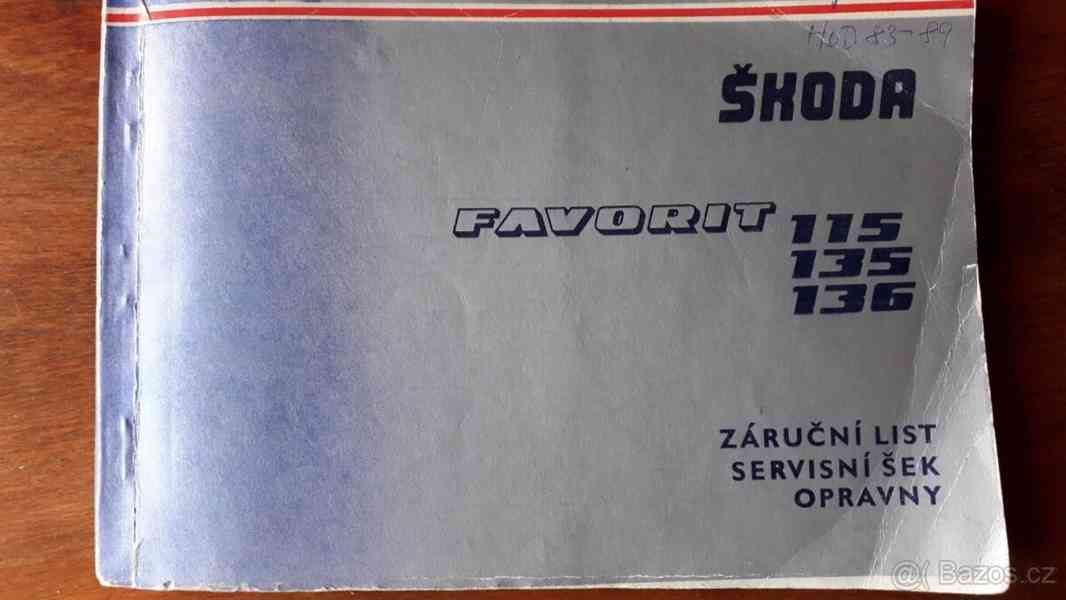 HOD 83-89
ŠKODA
FAVORIT 115
135
136
ZÁRUČNÍ LIST
SERVISNÍ ŠEK
OPRAVNY
@( Bazos.cz